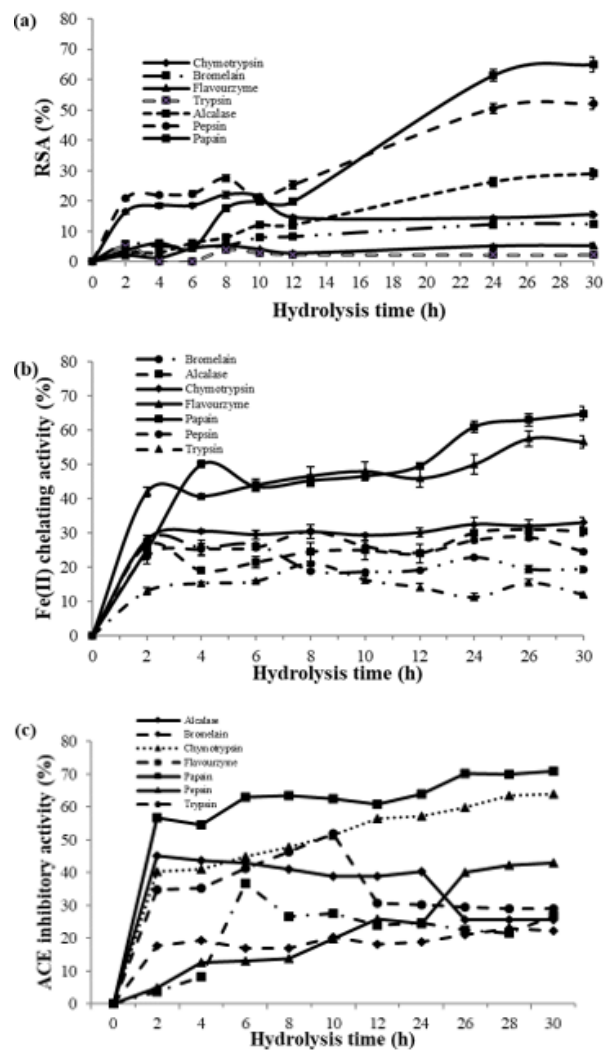 (a)
80
70
60
50
40
30
20
10
0
RSA (%)
Chymotrypsin
Bromelain
Flavourzyme
Trypsin
Alcalase
Pepsin
Papain
0 2 4 6 8 10 12 14 16 18 20 22 24 26 28 30
Hydrolysis time (h)
(b)
80
70
60
50
40
30
20
10
0
Fe(II) chelating activity (%)
Bromelain
Alcalase
Chymotrypsin
Flavourzyme
Papain
Pepsin
Trypsin
0 2 4 6 8 10 12 24 26 30
Hydrolysis time (h)
(c)
80
70
60
50
40
30
20
10
0
ACE inhibitory activity (%)
Alcalase
Bromelain
Chymotrypsin
Flavourzyme
Papain
Pepsin
Trypsin
0 2 4 6 8 10 12 24 26 28 30
Hydrolysis time (h)